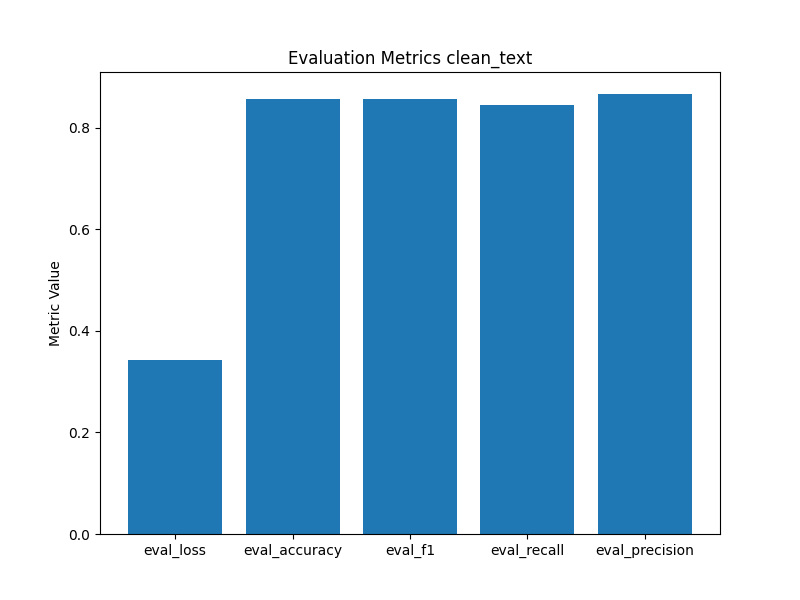 Evaluation Metrics clean_text
Metric Value
0.8
0.6
0.4
0.2
0.0
eval_loss
eval_accuracy
eval_f1
eval_recall
eval_precision